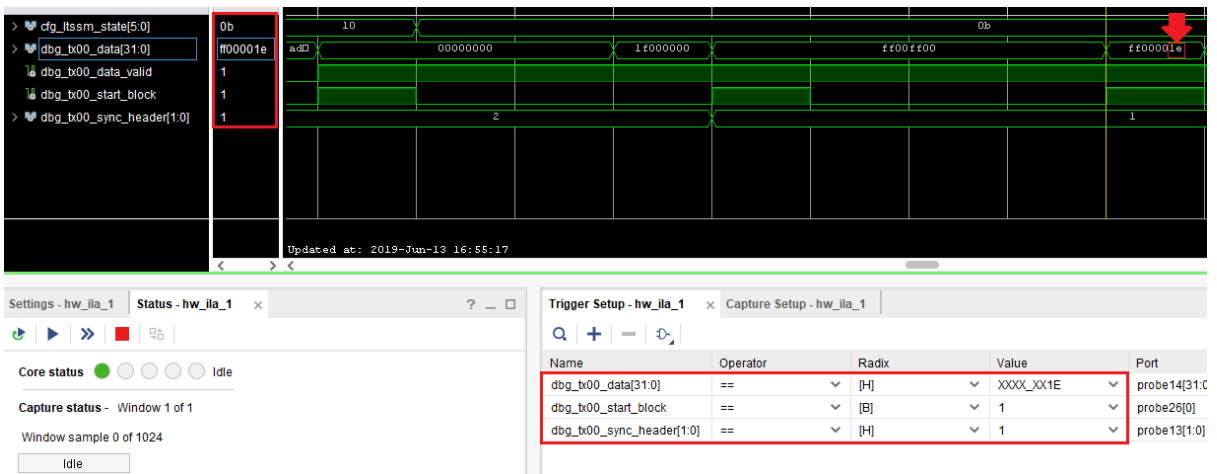 cfg_ltssm_state[5:0] 0b 10 0b
dbg_tx00_data[31:0] ff00001e ad 00000000 1f000000 ff00ff00 ff00001e
dbg_tx00_data_valid 1
dbg_tx00_start_block 1
dbg_tx00_sync_header[1:0] 1 2 1
Updated at: 2019-Jun-13 16:55:17
Settings - hw_ila_1 Status - hw_ila_1 × ? _ □
Trigger Setup - hw_ila_1 × Capture Setup - hw_ila_1
Core status Idle
Capture status - Window 1 of 1
Window sample 0 of 1024
Idle
Name Operator Radix Value Port
dbg_tx00_data[31:0] == [H] XXXX_XX1E probe14[31:0
dbg_tx00_start_block == [B] 1 probe26[0]
dbg_tx00_sync_header[1:0] == [H] 1 probe13[1:0]